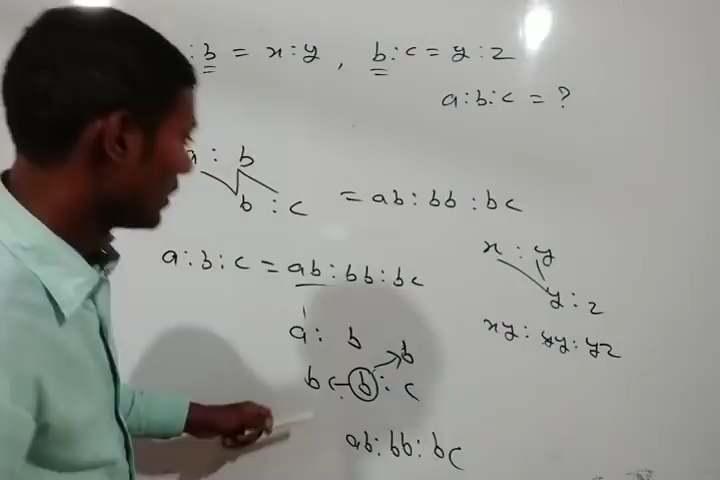 : b = x : y , b : c = y : z
a : b : c = ?
a : b
b : c = ab : bb : bc
x : y
y : z
xy : yy : yz
a : b : c = ab : bb : bc
a : b
b
b b : c
ab : bb : bc